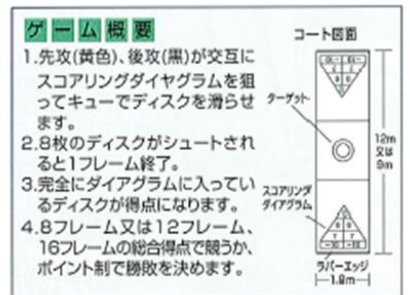 ゲーム概要
1.先攻(黄色)、後攻(黒)が交互に
スコアリングダイヤグラムを狙
ってキューでディスクを滑らせ
ます。
2.8枚のディスクがシュートされ
ると1フレーム終了。
3.完全にダイアグラムに入ってい
るディスクが得点になります。
4.8フレーム又は12フレーム、
16フレームの総合得点で競うか、
ポイント制で勝敗を決めます。
コート図面
ターゲット
12m
又は
9m
スコアリング
ダイアグラム
ラバーエッジ
1.8m